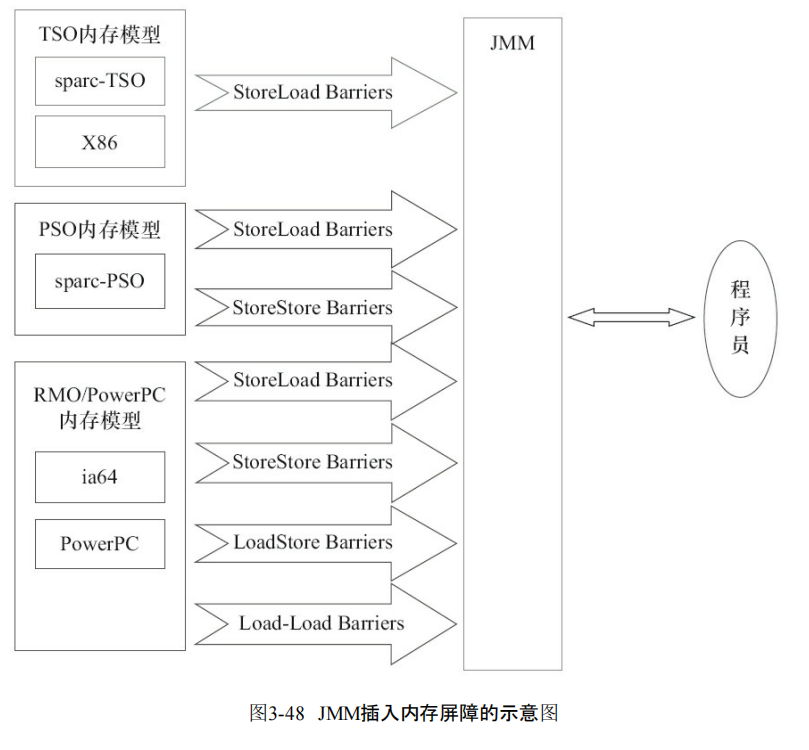 TSO内存模型
sparc-TSO
X86
StoreLoad Barriers
PSO内存模型
sparc-PSO
StoreLoad Barriers
StoreStore Barriers
RMO/PowerPC
内存模型
ia64
PowerPC
StoreLoad Barriers
StoreStore Barriers
LoadStore Barriers
Load-Load Barriers
JMM
程
序
员
图3-48 JMM插入内存屏障的示意图